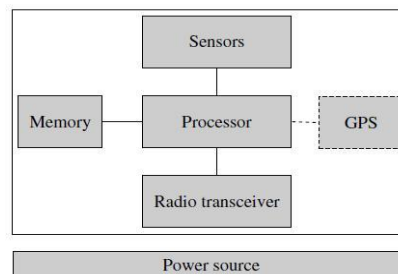 Sensors
Memory
Processor
GPS
Radio transceiver
Power source